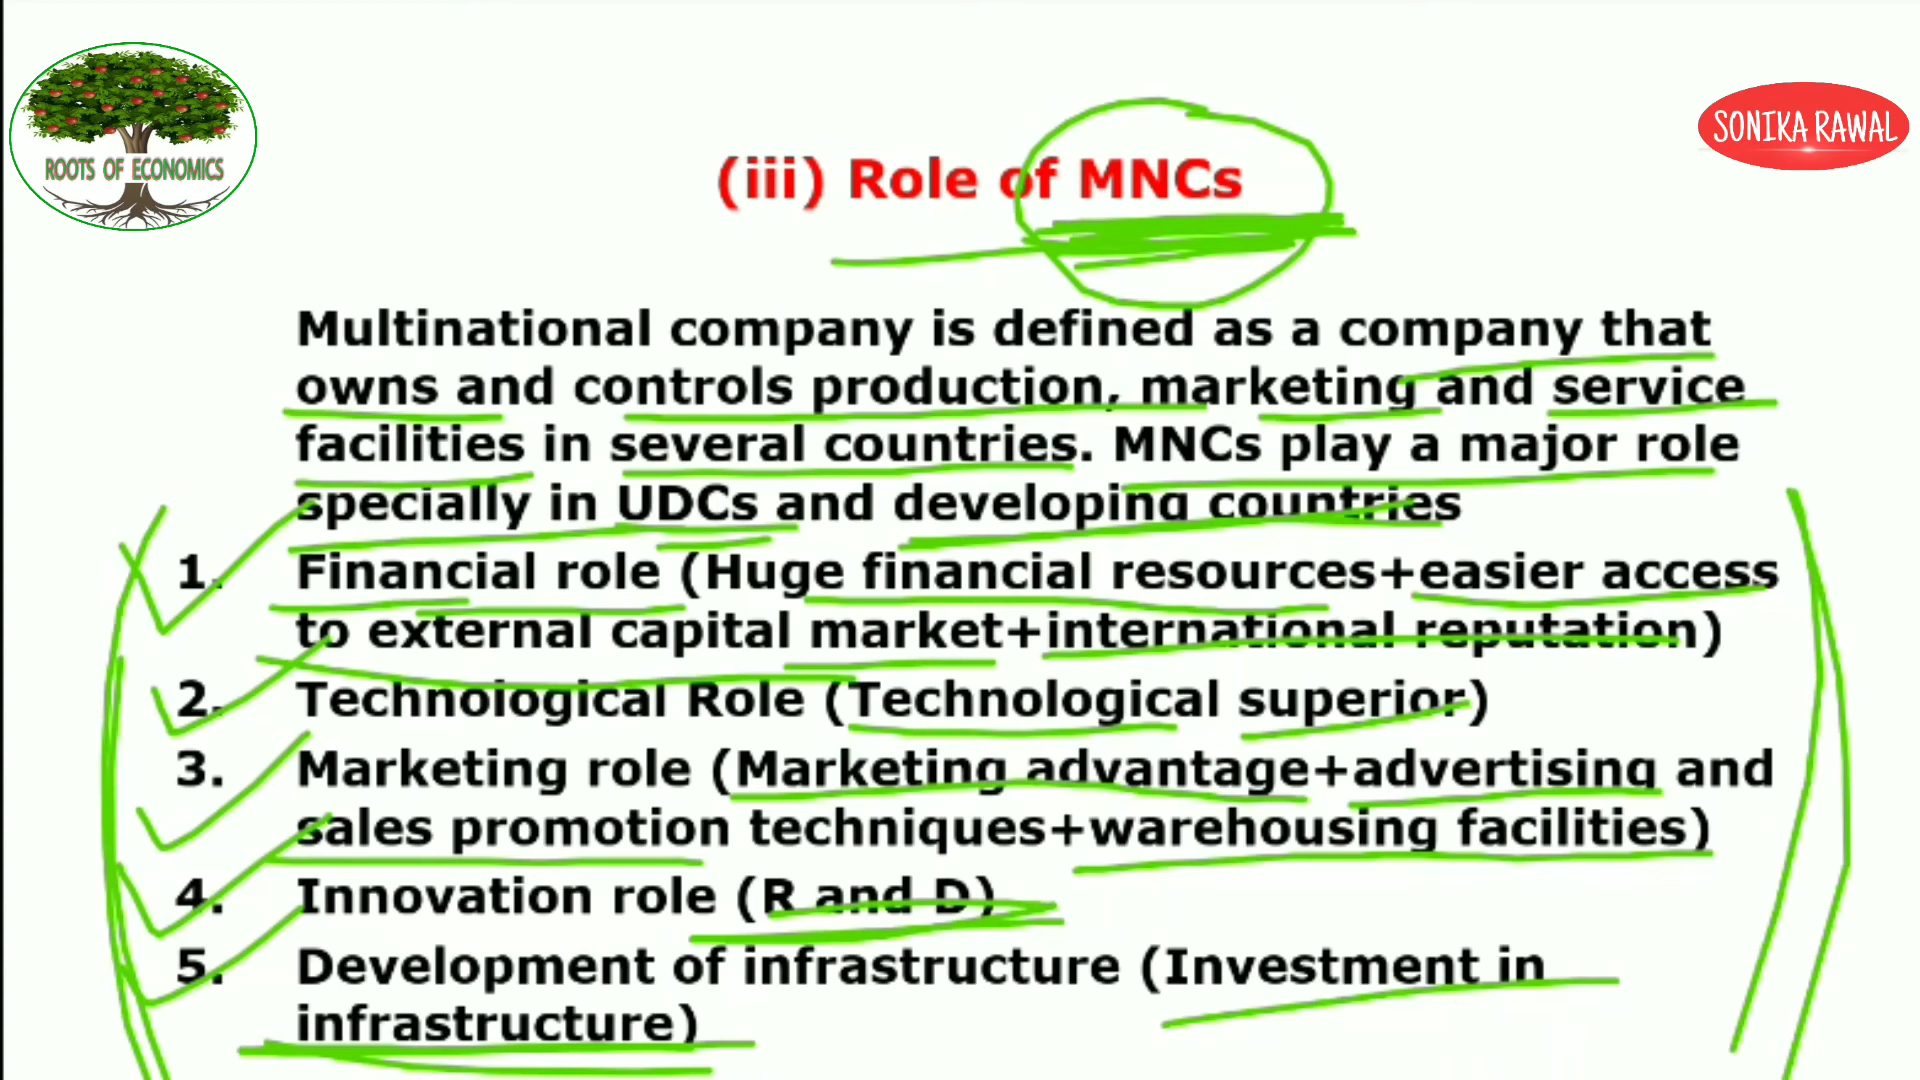 ROOTS OF ECONOMICS
SONIKA RAWAL
(iii) Role of MNCs
Multinational company is defined as a company that
owns and controls production, marketing and service
facilities in several countries. MNCs play a major role
specially in UDCs and developing countries
1. Financial role (Huge financial resources+easier access
to external capital market+international reputation)
2. Technological Role (Technological superior)
3. Marketing role (Marketing advantage+advertising and
sales promotion techniques+warehousing facilities)
4. Innovation role (R and D)
5. Development of infrastructure (Investment in
infrastructure)